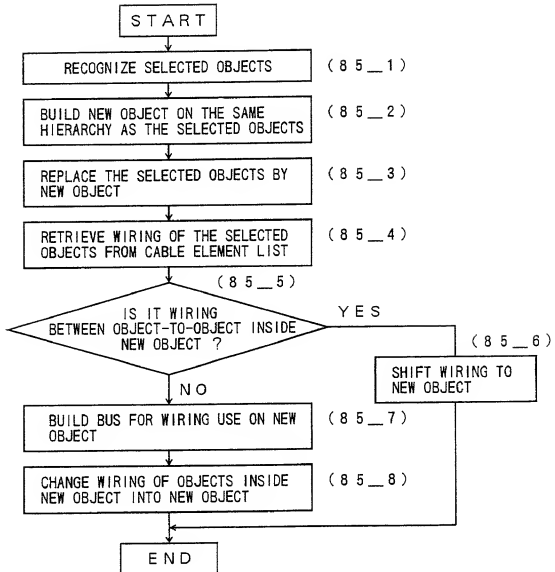 START
RECOGNIZE SELECTED OBJECTS
(85_1)
BUILD NEW OBJECT ON THE SAME
HIERARCHY AS THE SELECTED OBJECTS
(85_2)
REPLACE THE SELECTED OBJECTS BY
NEW OBJECT
(85_3)
RETRIEVE WIRING OF THE SELECTED
OBJECTS FROM CABLE ELEMENT LIST
(85_4)
(85_5)
IS IT WIRING
BETWEEN OBJECT-TO-OBJECT INSIDE
NEW OBJECT ?
YES
(85_6)
SHIFT WIRING TO
NEW OBJECT
NO
BUILD BUS FOR WIRING USE ON NEW
OBJECT
(85_7)
CHANGE WIRING OF OBJECTS INSIDE
NEW OBJECT INTO NEW OBJECT
(85_8)
END